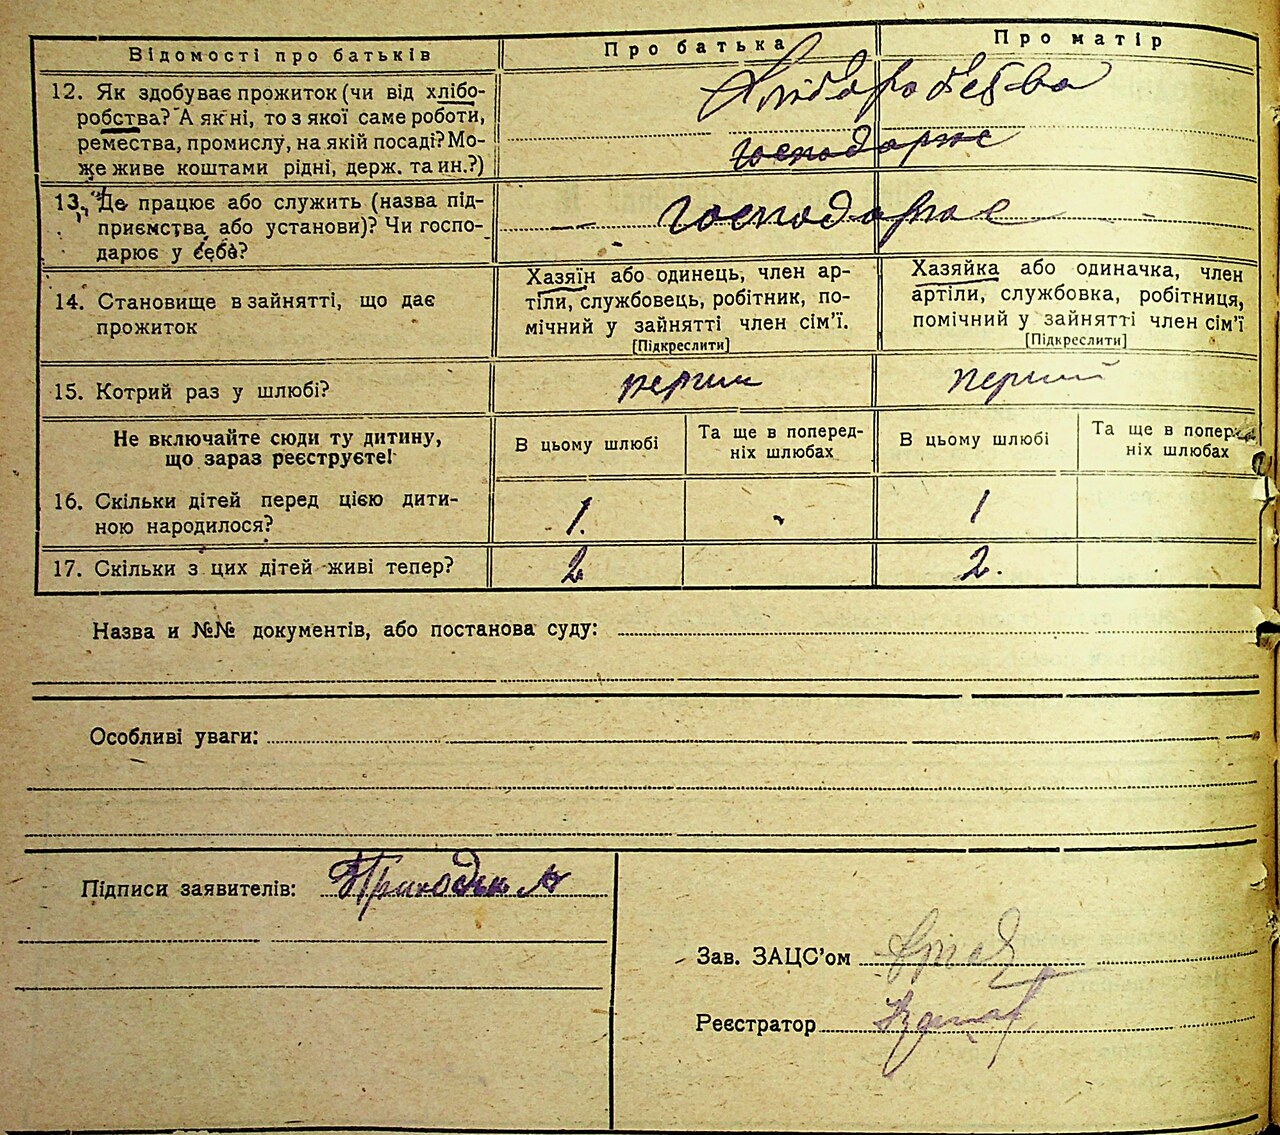 Відомості про батьків
Про батька
Про матір
12. Як здобуває прожиток (чи від хлібо-
робства? А як ні, то з якої саме роботи,
ремества, промислу, на якій посаді? Мо-
же живе коштами рідні, держ. та ин.?)
Хліборобства
господарює
13. Де працює або служить (назва під-
приємства або установи)? Чи госпо-
дарює у себе?
господарює
14. Становище в зайнятті, що дає
прожиток
Хазяїн або одинець, член ар-
тіли, службовець, робітник, по-
мічний у зайнятті член сім’ї.
[Підкреслити]
Хазяйка або одиначка, член
артіли, службовка, робітниця,
помічний у зайнятті член сім’ї
[Підкреслити]
15. Котрий раз у шлюбі?
перший
Не включайте сюди ту дитину,
що зараз реєструєте!
В цьому шлюбі
Та ще в поперед-
ніх шлюбах
В цьому шлюбі
Та ще в попер
ніх шлюбах
16. Скільки дітей перед цією дити-
ною народилося?
1.
1
17. Скільки з цих дітей живі тепер?
2
2.
Назва и №№ документів, або постанова суду:
Особливі уваги:
Підписи заявителів:
Зав. ЗАЦС’ом
Реєстратор